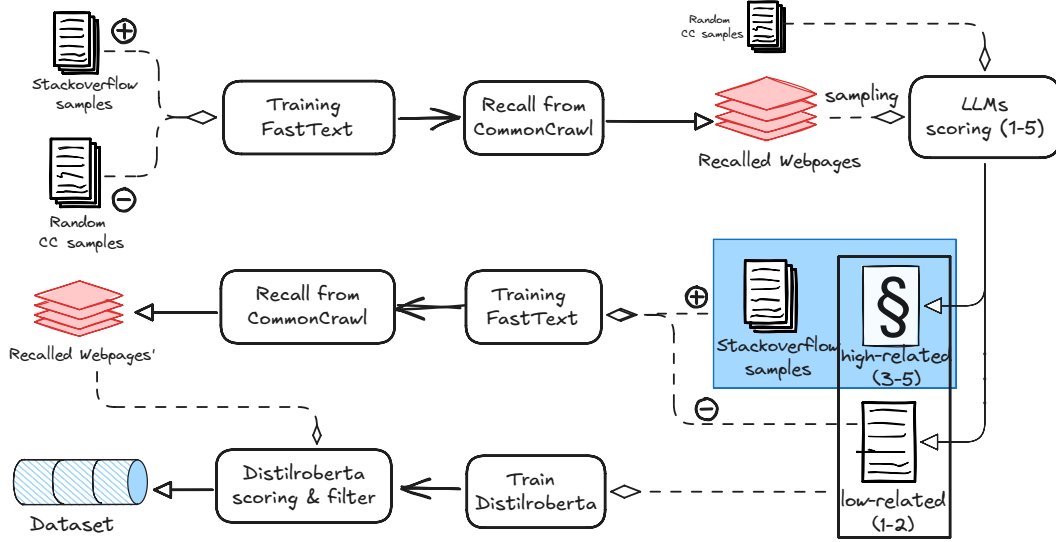 Stackoverflow
samples
Random
CC samples
Training
FastText
Recall from
CommonCrawl
Recalled Webpages
Random
CC samples
sampling
LLMs
scoring (1-5)
Stackoverflow
samples
§
high-related
(3-5)
low-related
(1-2)
Training
FastText
Recall from
CommonCrawl
Recalled Webpages'
Train
Distilroberta
Distilroberta
scoring & filter
Dataset